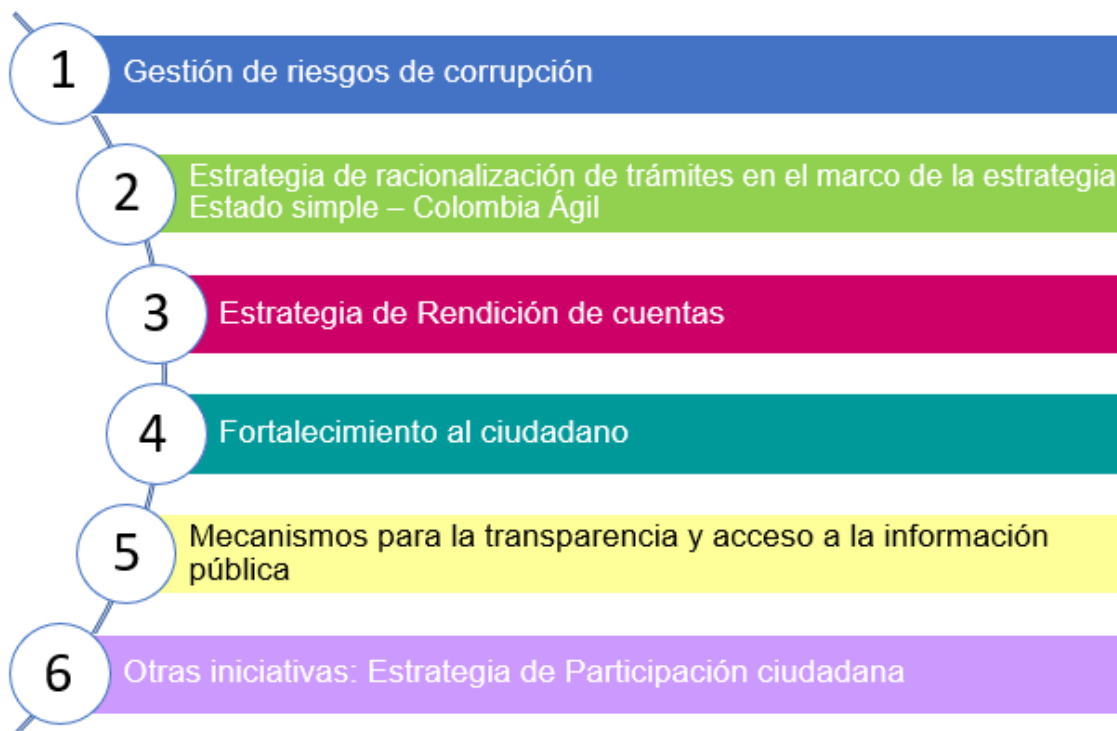 1
Gestión de riesgos de corrupción
2
Estrategia de racionalización de trámites en el marco de la estrategia
Estado simple – Colombia Ágil
3
Estrategia de Rendición de cuentas
4
Fortalecimiento al ciudadano
5
Mecanismos para la transparencia y acceso a la información
pública
6
Otras iniciativas: Estrategia de Participación ciudadana